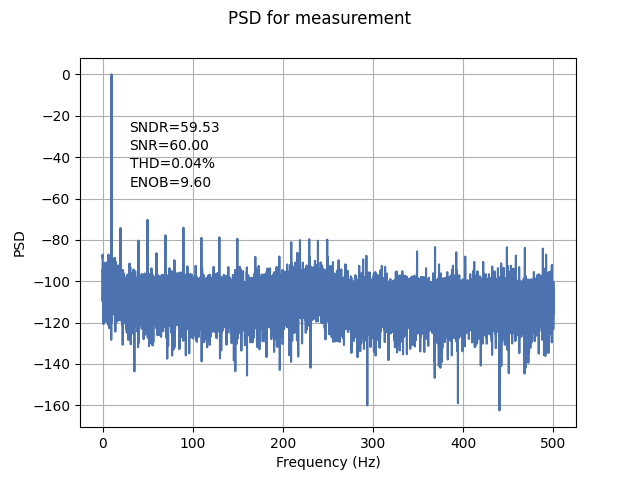 PSD for measurement
0
−20
−40
−60
−80
−100
−120
−140
−160
PSD
SNDR=59.53
SNR=60.00
THD=0.04%
ENOB=9.60
0
100
200
300
400
500
Frequency (Hz)